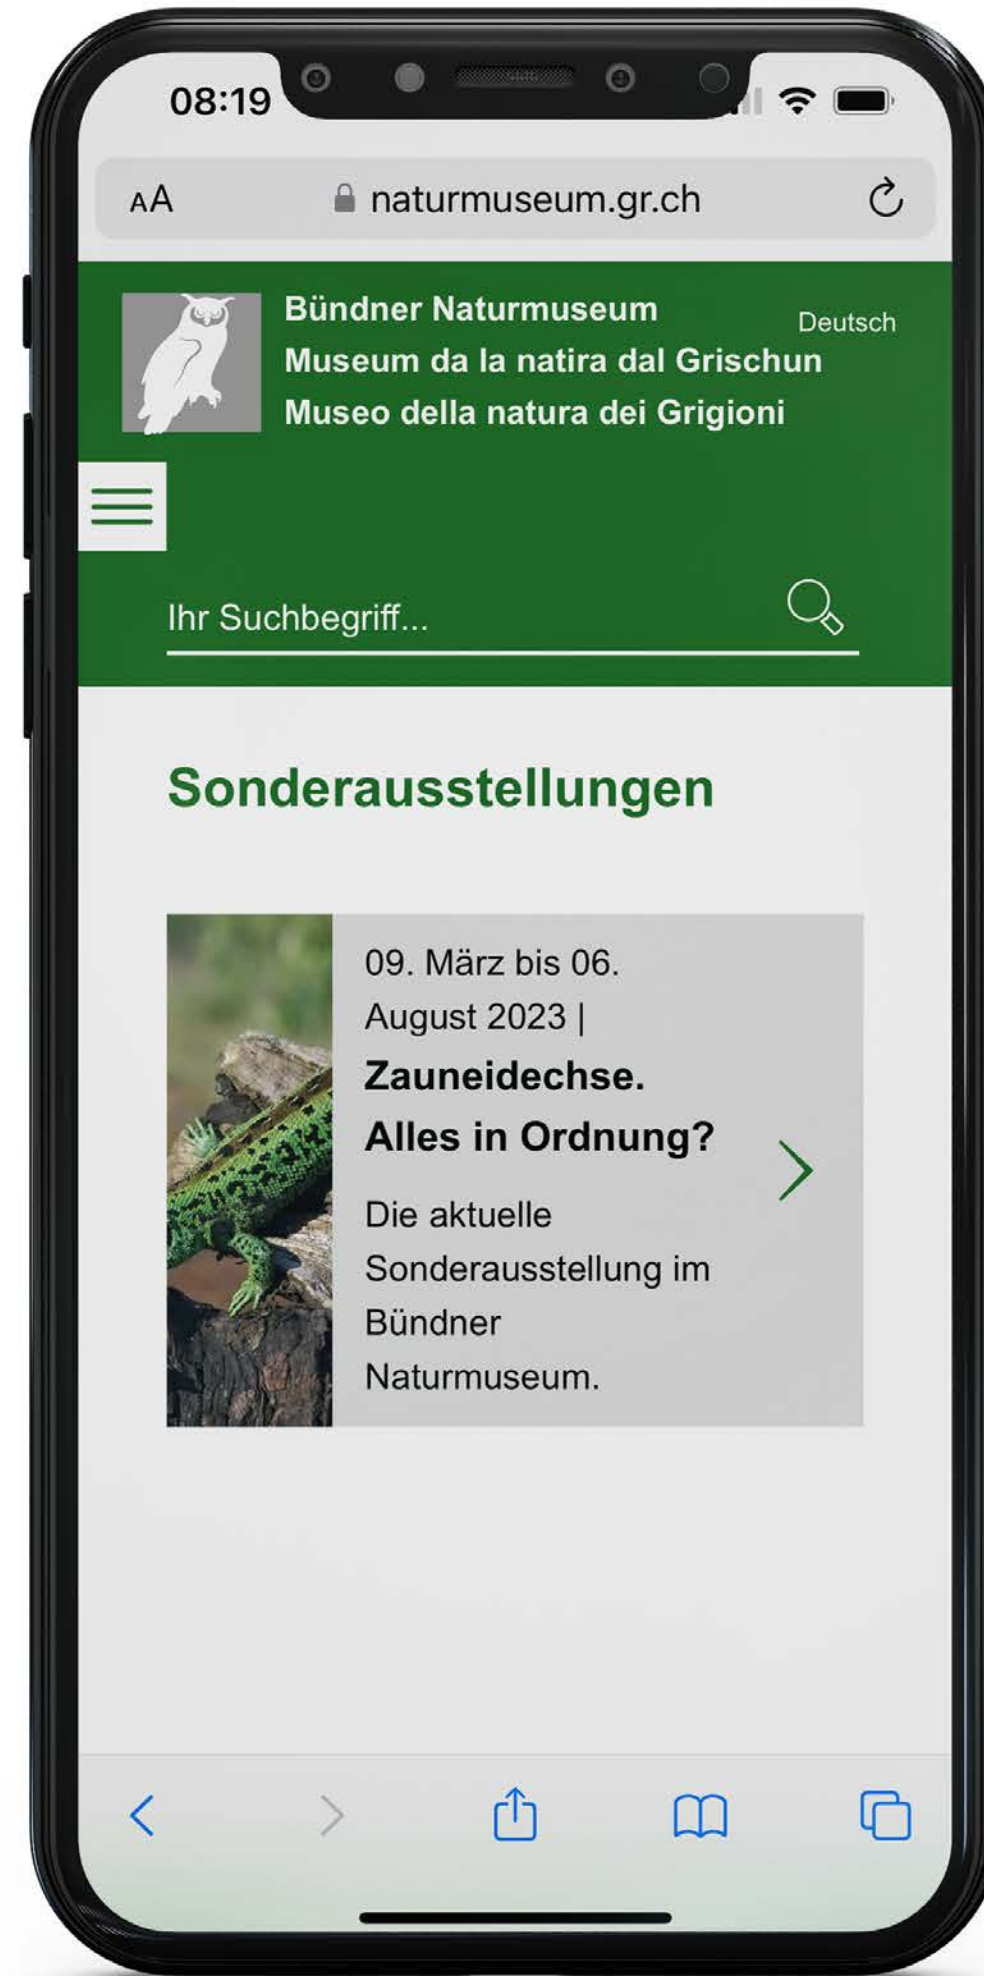 08:19
AA
naturmuseum.gr.ch
Bündner Naturmuseum
Deutsch
Museum da la natira dal Grischun
Museo della natura dei Grigioni
Ihr Suchbegriff...
Sonderausstellungen
09. März bis 06.
August 2023 |
Zauneidechse.
Alles in Ordnung?
Die aktuelle
Sonderausstellung im
Bündner
Naturmuseum.